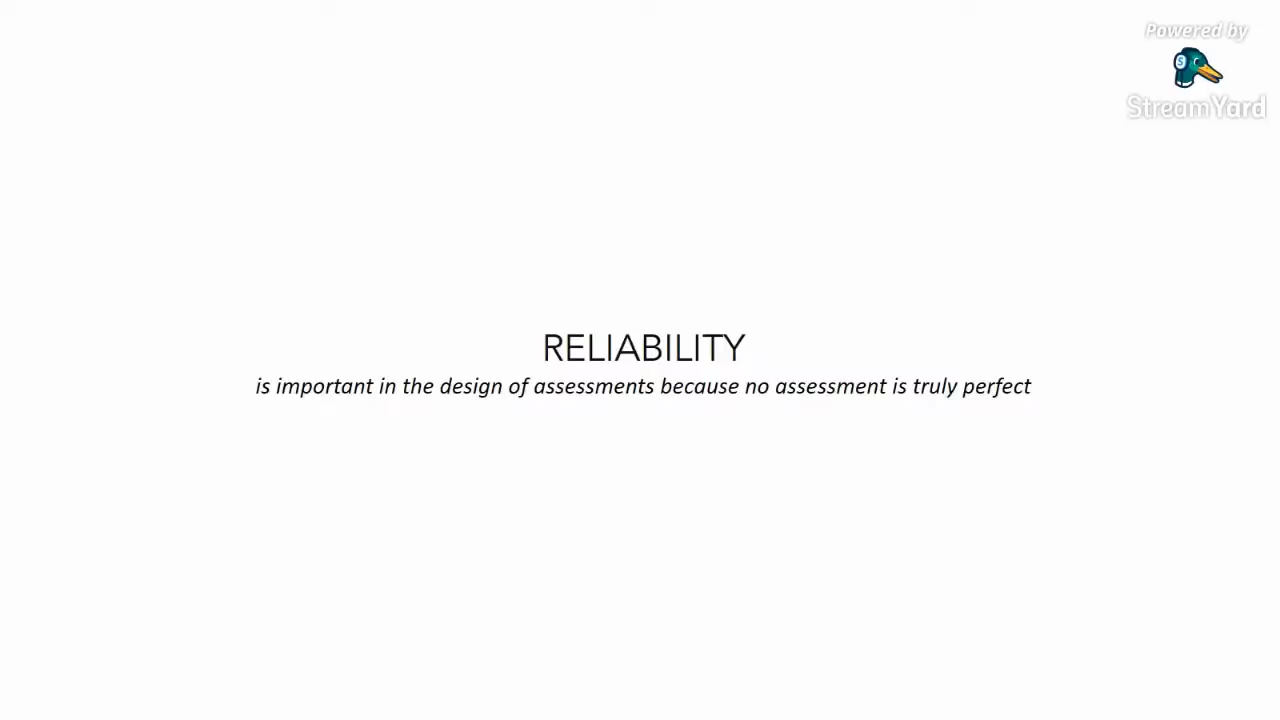 Powered by
StreamYard
RELIABILITY
is important in the design of assessments because no assessment is truly perfect